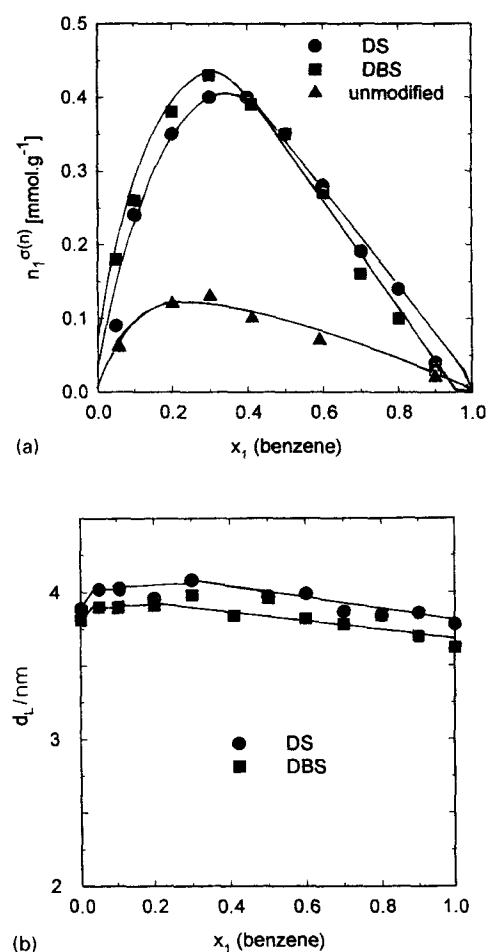 0.5
0.4
0.3
0.2
0.1
0.0
n₁^σ(n) [mmol.g⁻¹]
DS
DBS
unmodified
0.0 0.2 0.4 0.6 0.8 1.0
(a) x₁ (benzene)
4
3
2
d_L/nm
DS
DBS
0.0 0.2 0.4 0.6 0.8 1.0
(b) x₁ (benzene)